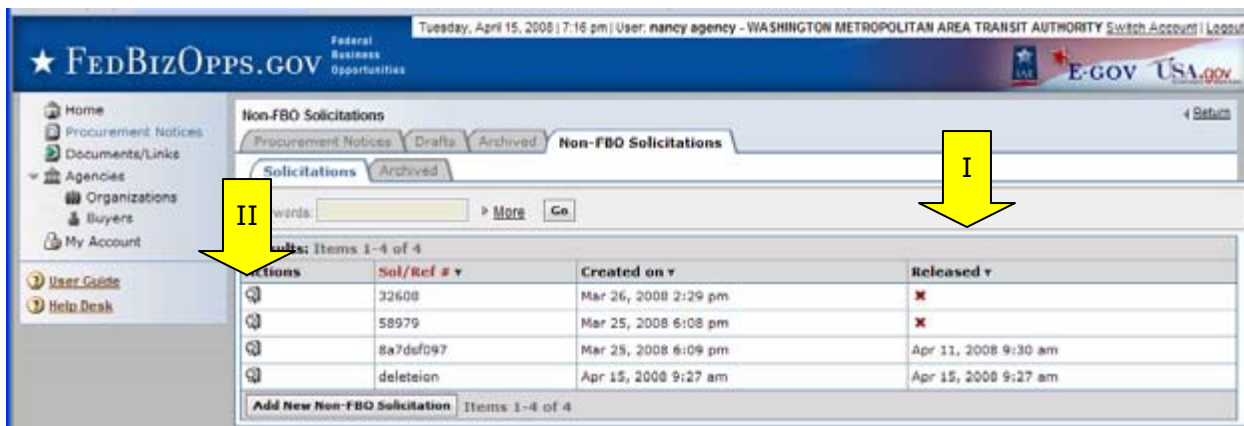 Tuesday, April 15, 2008 | 7:16 pm | User: nancy agency - WASHINGTON METROPOLITAN AREA TRANSIT AUTHORITY Switch Account | Logout
★ FEDBIZOPPS.GOV
Federal
Business
Opportunities
IAE
E-GOV
USA.gov
Home
Procurement Notices
Documents/Links
Agencies
Organizations
Buyers
My Account
User Guide
Help Desk
Non-FBO Solicitations
Return
Procurement Notices Drafts Archived Non-FBO Solicitations
Solicitations Archived
I
II
words: More Go
Items 1-4 of 4
Sol/Ref # Created on Released
32608 Mar 26, 2008 2:29 pm ✖
58979 Mar 25, 2008 6:08 pm ✖
8a7dsf097 Mar 25, 2008 6:09 pm Apr 11, 2008 9:30 am
deleteion Apr 15, 2008 9:27 am Apr 15, 2008 9:27 am
Add New Non-FBO Solicitation Items 1-4 of 4